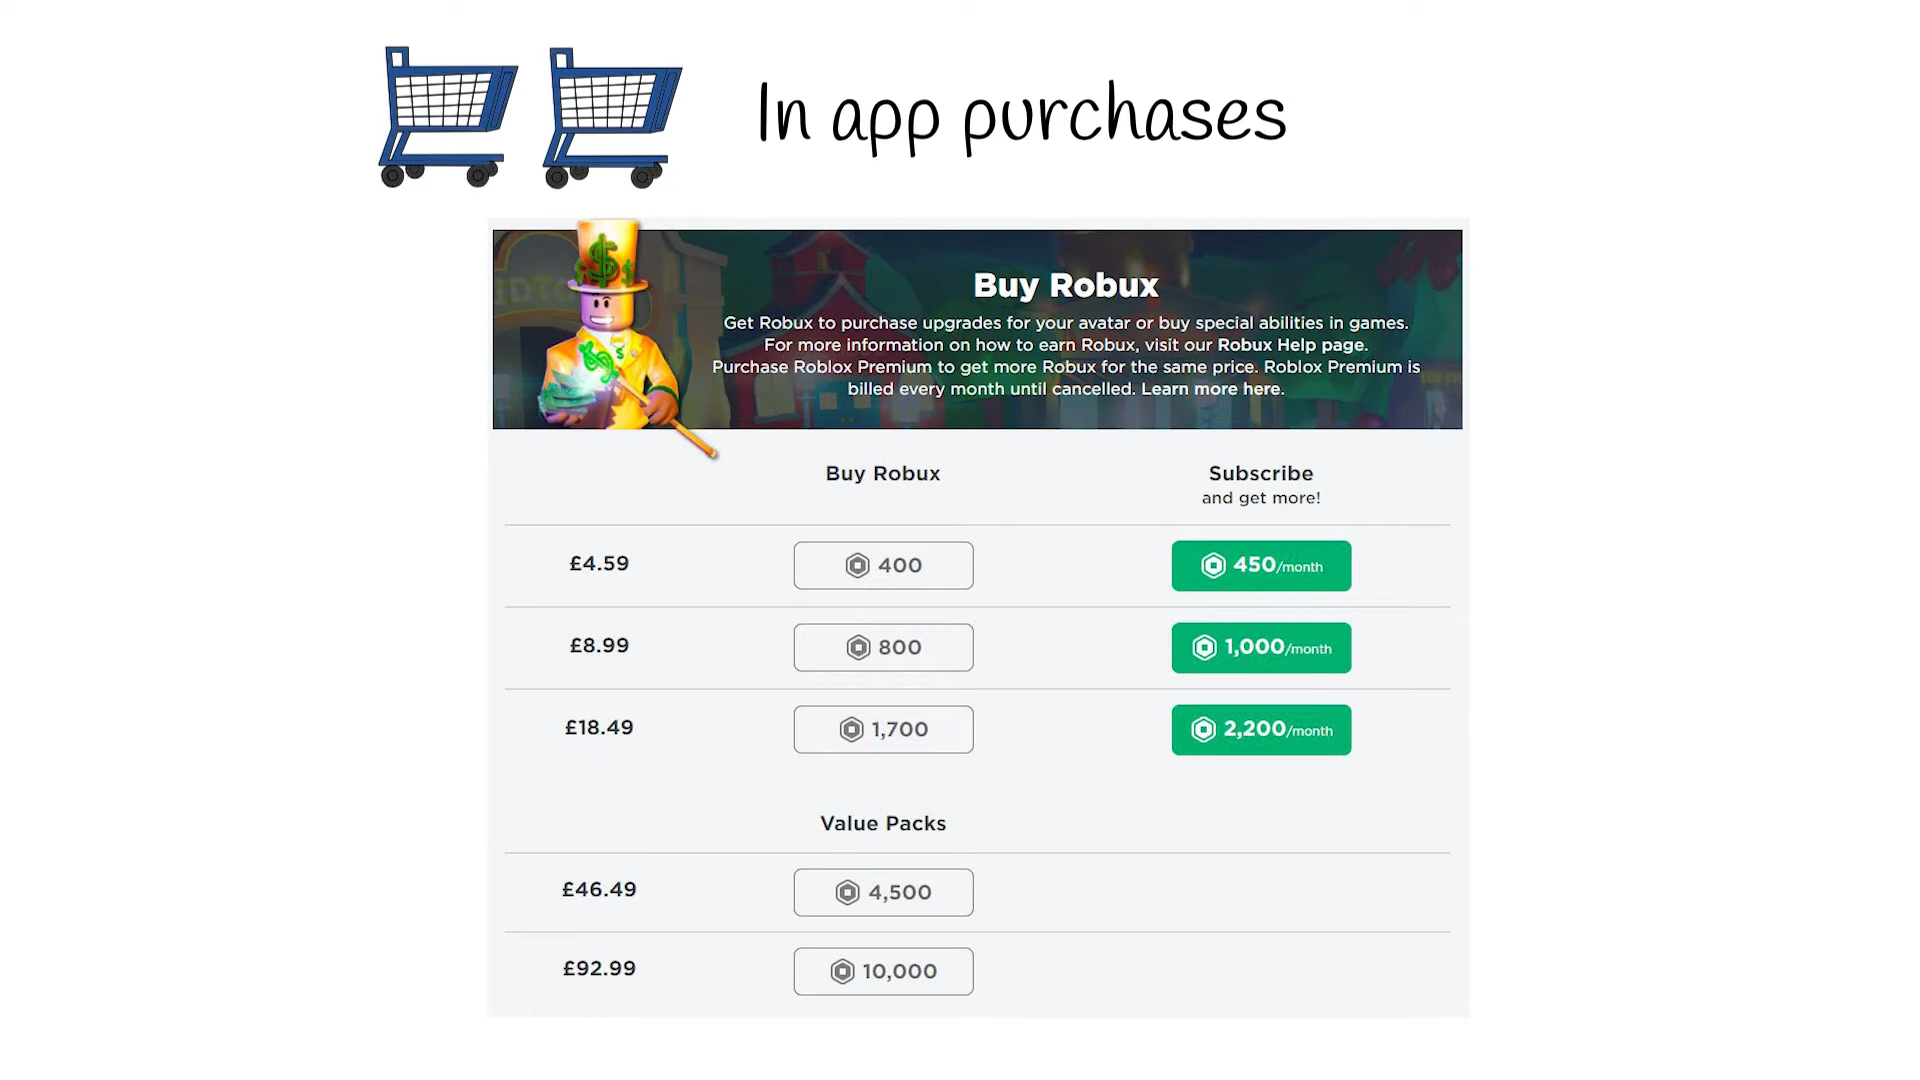 In app purchases
Buy Robux
Get Robux to purchase upgrades for your avatar or buy special abilities in games.
For more information on how to earn Robux, visit our Robux Help page.
Purchase Roblox Premium to get more Robux for the same price. Roblox Premium is
billed every month until cancelled. Learn more here.
Buy Robux Subscribe
and get more!
£4.59 400 450/month
£8.99 800 1,000/month
£18.49 1,700 2,200/month
Value Packs
£46.49 4,500
£92.99 10,000